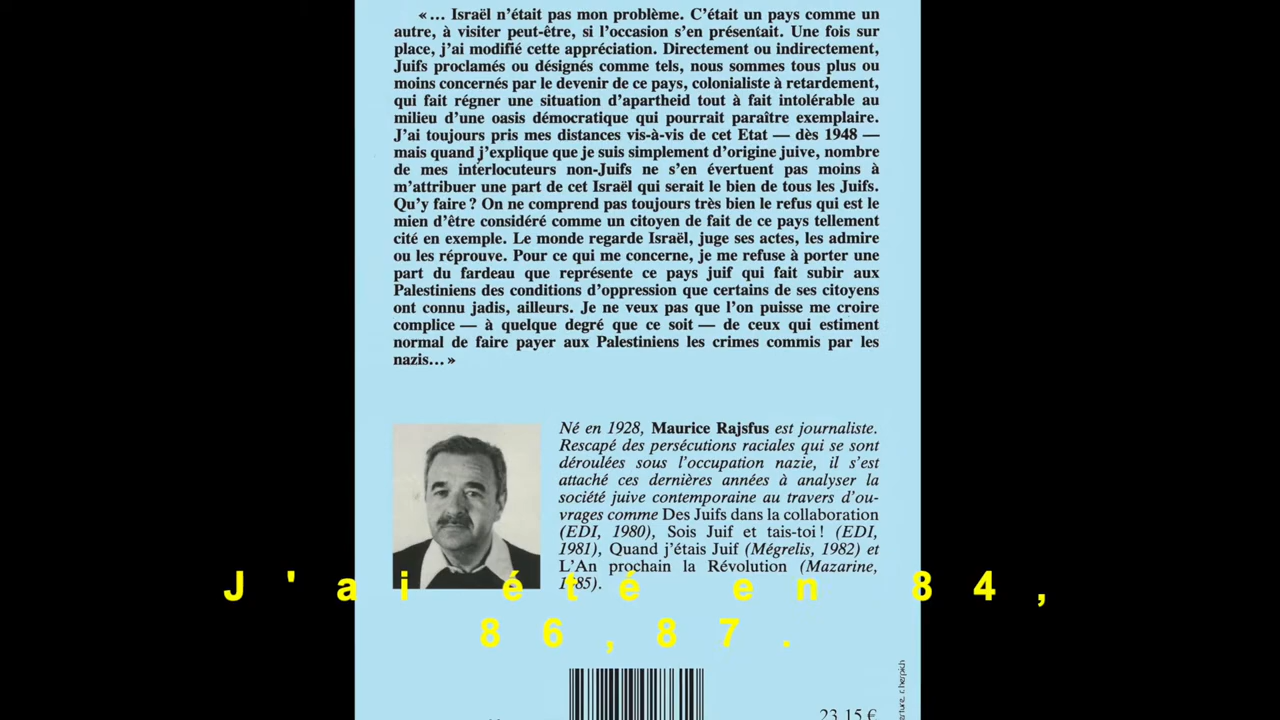 «... Israël n'était pas mon problème. C'était un pays comme un
autre, à visiter peut-être, si l'occasion s'en présentait. Une fois sur
place, j'ai modifié cette appréciation. Directement ou indirectement,
Juifs proclamés ou désignés comme tels, nous sommes tous plus ou
moins concernés par le devenir de ce pays, colonialiste à retardement,
qui fait régner une situation d'apartheid tout à fait intolérable au
milieu d'une oasis démocratique qui pourrait paraître exemplaire.
J'ai toujours pris mes distances vis-à-vis de cet Etat — dès 1948 —
mais quand j'explique que je suis simplement d'origine juive, nombre
de mes interlocuteurs non-Juifs ne s'en évertuent pas moins à
m'attribuer une part de cet Israël qui serait le bien de tous les Juifs.
Qu'y faire ? On ne comprend pas toujours très bien le refus qui est le
mien d'être considéré comme un citoyen de fait de ce pays tellement
cité en exemple. Le monde regarde Israël, juge ses actes, les admire
ou les réprouve. Pour ce qui me concerne, je me refuse à porter une
part du fardeau que représente ce pays juif qui fait subir aux
Palestiniens des conditions d'oppression que certains de ses citoyens
ont connu jadis, ailleurs. Je ne veux pas que l'on puisse me croire
complice — à quelque degré que ce soit — de ceux qui estiment
normal de faire payer aux Palestiniens les crimes commis par les
nazis... »
Né en 1928, Maurice Rajsfus est journaliste.
Rescapé des persécutions raciales qui se sont
déroulées sous l'occupation nazie, il s'est
attaché ces dernières années à analyser la
société juive contemporaine au travers d'ou-
vrages comme Des Juifs dans la collaboration
(EDI, 1980), Sois Juif et tais-toi ! (EDI,
1981), Quand j'étais Juif (Mégrelis, 1982) et
L'An prochain la Révolution (Mazarine,
1985).
J'ai été en 84,
86,87.
23,15 €